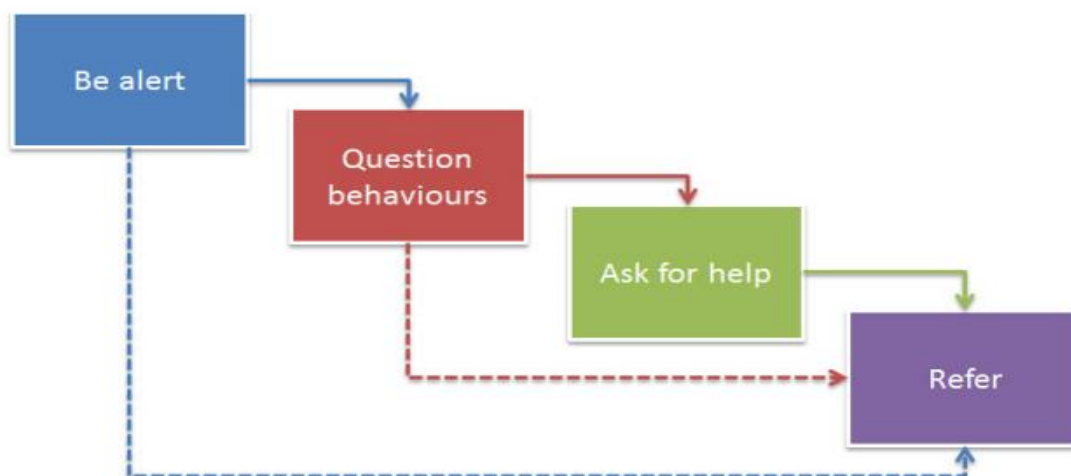 Be alert
Question
behaviours
Ask for help
Refer